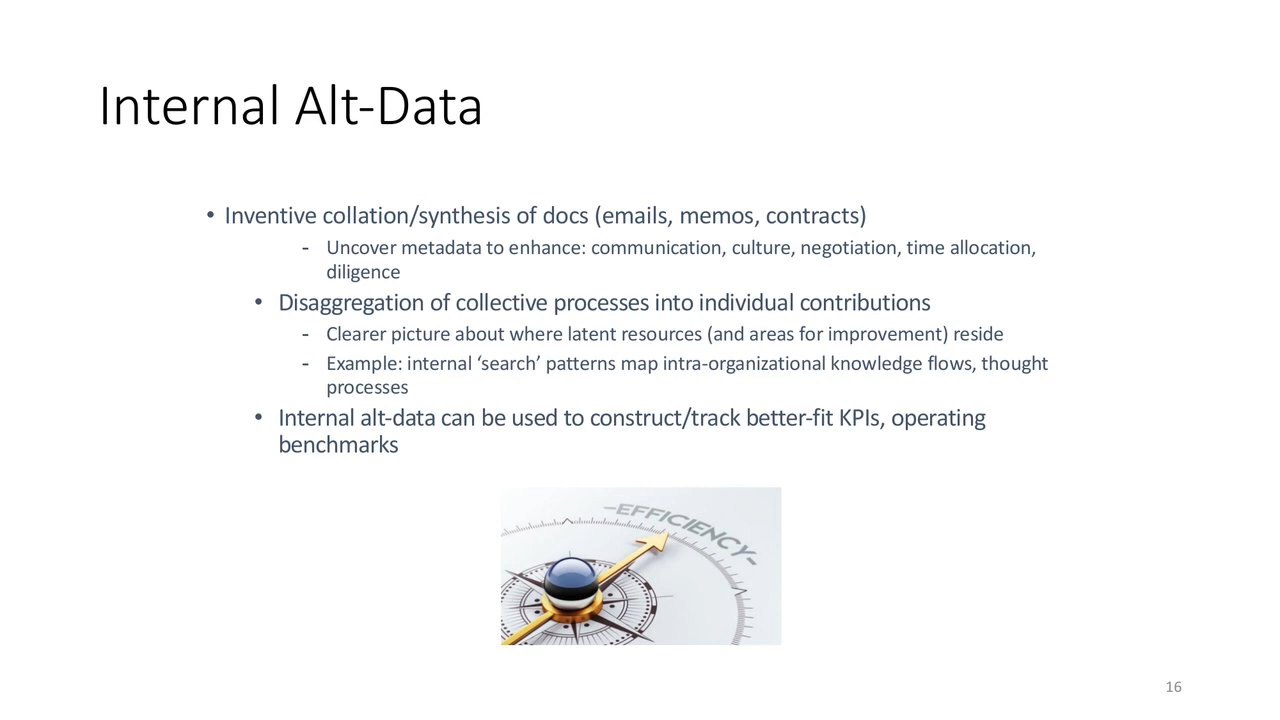 Internal Alt-Data
• Inventive collation/synthesis of docs (emails, memos, contracts)
- Uncover metadata to enhance: communication, culture, negotiation, time allocation,
diligence
• Disaggregation of collective processes into individual contributions
- Clearer picture about where latent resources (and areas for improvement) reside
- Example: internal ‘search’ patterns map intra-organizational knowledge flows, thought
processes
• Internal alt-data can be used to construct/track better-fit KPIs, operating
benchmarks
-EFFICIENCY-
16